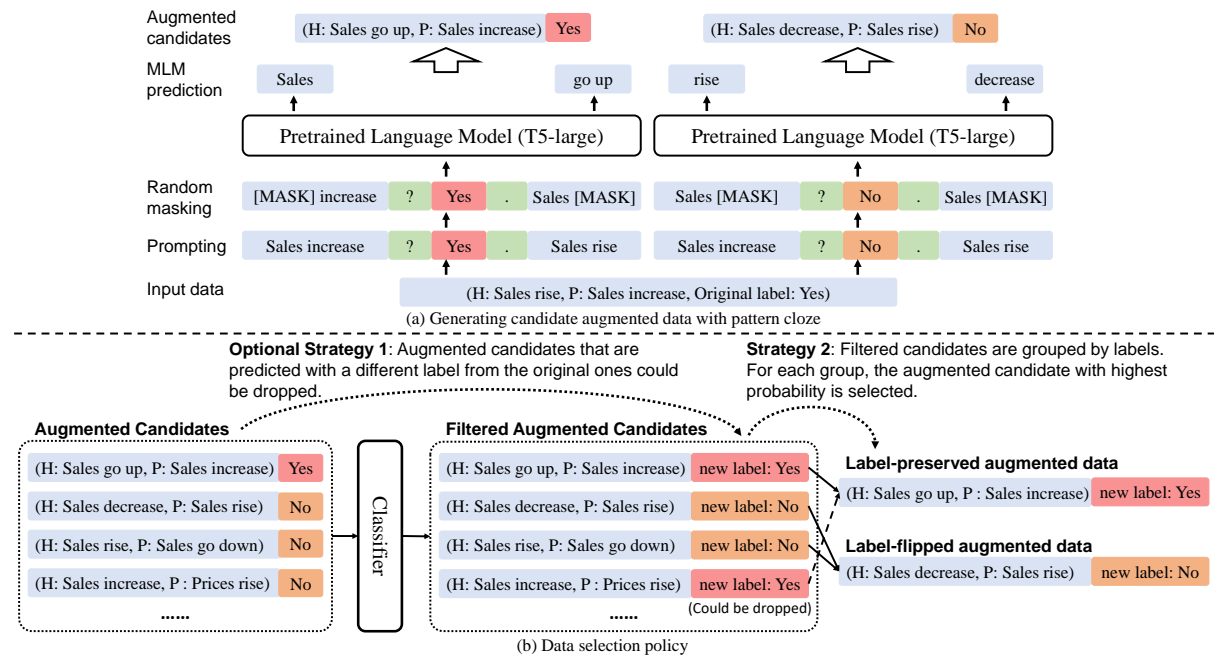 Augmented candidates
(H: Sales go up, P: Sales increase) Yes
(H: Sales decrease, P: Sales rise) No
MLM prediction
Sales
go up
rise
decrease
Pretrained Language Model (T5-large)
Pretrained Language Model (T5-large)
Random masking
[MASK] increase ? Yes . Sales [MASK]
Sales [MASK] ? No . Sales [MASK]
Prompting
Sales increase ? Yes . Sales rise
Sales increase ? No . Sales rise
Input data
(H: Sales rise, P: Sales increase, Original label: Yes)
(a) Generating candidate augmented data with pattern cloze
Optional Strategy 1: Augmented candidates that are
predicted with a different label from the original ones could
be dropped.
Strategy 2: Filtered candidates are grouped by labels.
For each group, the augmented candidate with highest
probability is selected.
Augmented Candidates
(H: Sales go up, P: Sales increase) Yes
(H: Sales decrease, P: Sales rise) No
(H: Sales rise, P: Sales go down) No
(H: Sales increase, P : Prices rise) No
......
Classifier
Filtered Augmented Candidates
(H: Sales go up, P: Sales increase) new label: Yes
(H: Sales decrease, P: Sales rise) new label: No
(H: Sales rise, P: Sales go down) new label: No
(H: Sales increase, P : Prices rise) new label: Yes
(Could be dropped)
......
Label-preserved augmented data
(H: Sales go up, P : Sales increase) new label: Yes
Label-flipped augmented data
(H: Sales decrease, P: Sales rise) new label: No
(b) Data selection policy